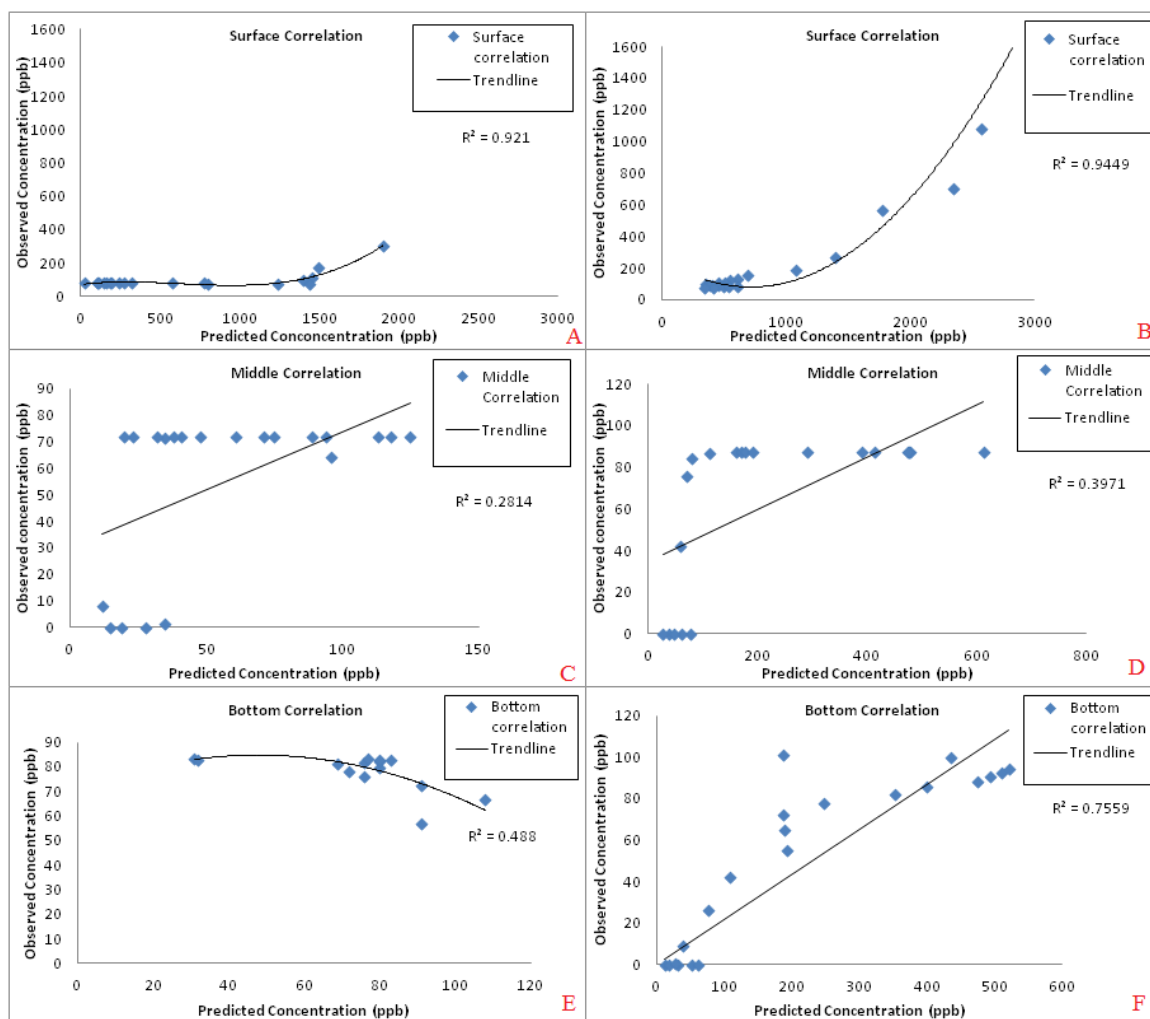 Surface Correlation
Observed Concentration (ppb)
1600
1400
1200
1000
800
600
400
200
0
0 500 1000 1500 2000 2500 3000
Predicted Conconcentration (ppb)
Surface
correlation
Trendline
R² = 0.921
A
Surface Correlation
Observed Concentration (ppb)
1600
1400
1200
1000
800
600
400
200
0
0 1000 2000 3000
Predicted Conconcentration (ppb)
Surface
correlation
Trendline
R² = 0.9449
B
Middle Correlation
Observed concentration (ppb)
90
80
70
60
50
40
30
20
10
0
0 50 100 150
Predicted Concentration (ppb)
Middle
Correlation
Trendline
R² = 0.2814
C
Middle Correlation
Observed concentration (ppb)
120
100
80
60
40
20
0
0 200 400 600 800
Predicted Concentration (ppb)
Middle
Correlation
Trendline
R² = 0.3971
D
Bottom Correlation
Observed Concentration (ppb)
90
80
70
60
50
40
30
20
10
0
0 20 40 60 80 100 120
Predicted Concentration (ppb)
Bottom
correlation
Trendline
R² = 0.488
E
Bottom Correlation
Observed Concentration (ppb)
120
100
80
60
40
20
0
0 100 200 300 400 500 600
Predicted Concentration (ppb)
Bottom
correlation
Trendline
R² = 0.7559
F